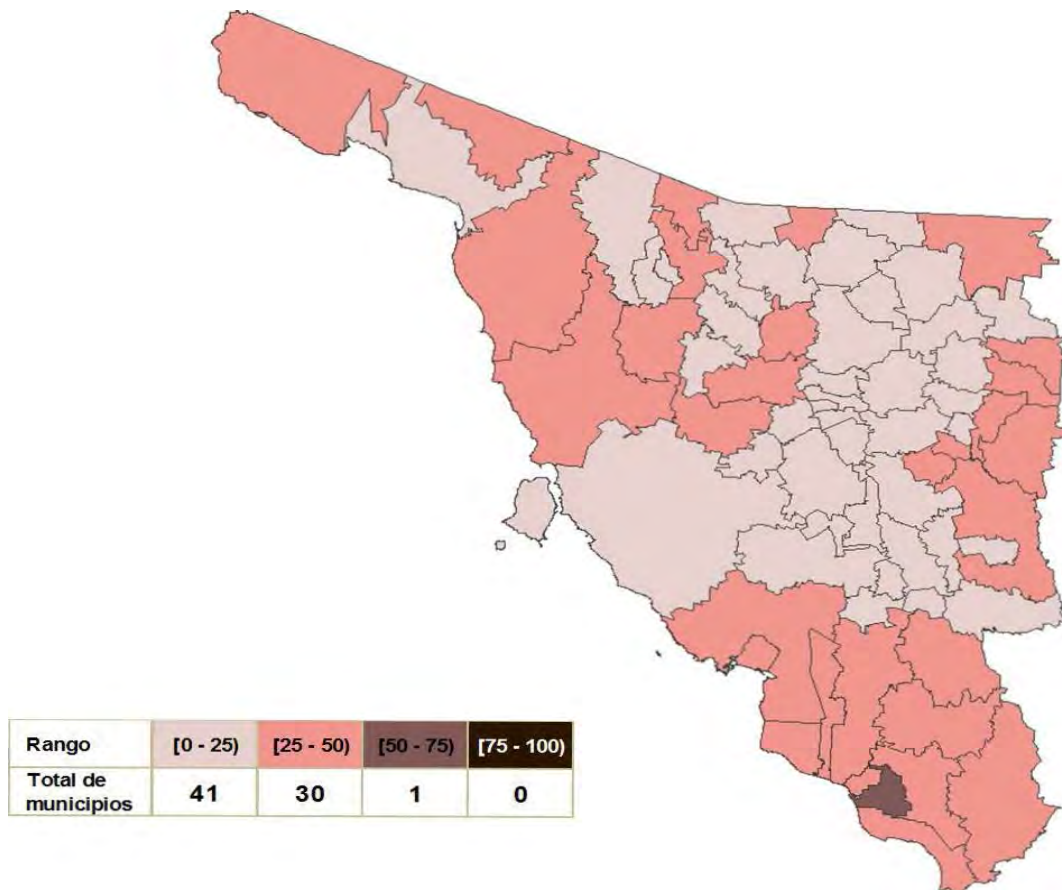 Rango [0 - 25) [25 - 50) [50 - 75) [75 - 100)
Total de
municipios 41 30 1 0